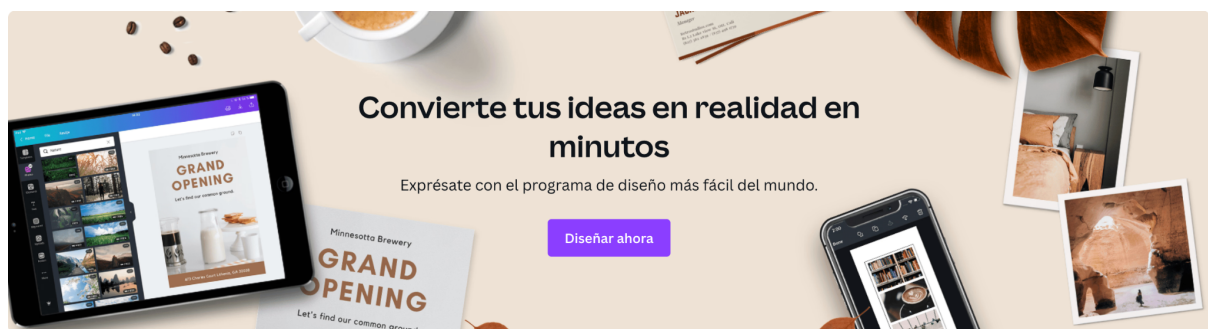 Convierte tus ideas en realidad en
minutos
Exprésate con el programa de diseño más fácil del mundo.
Diseñar ahora
Minnesotta Brewery
GRAND
OPENING
Let's find our common ground.
Minnesotta Brewery
GRAND
OPENING
Let's find our common ground
Manager